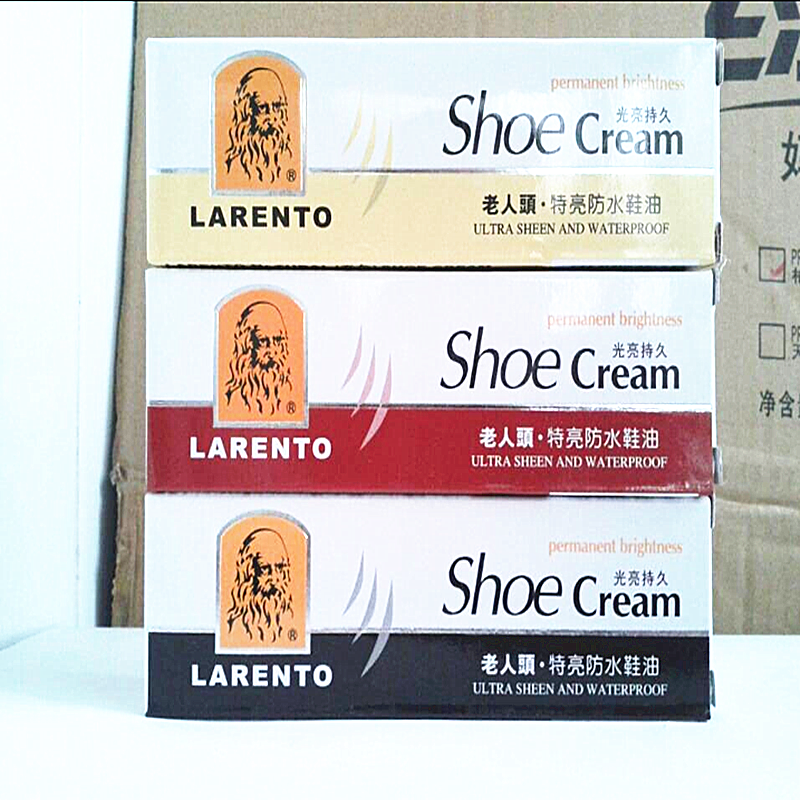 permanent brightness
光亮持久
Shoe Cream
®
LARENTO
老人頭·特亮防水鞋油
ULTRA SHEEN AND WATERPROOF
permanent brightness
光亮持久
Shoe Cream
®
LARENTO
老人頭·特亮防水鞋油
ULTRA SHEEN AND WATERPROOF
permanent brightness
光亮持久
Shoe Cream
®
LARENTO
老人頭·特亮防水鞋油
ULTRA SHEEN AND WATERPROOF
净含